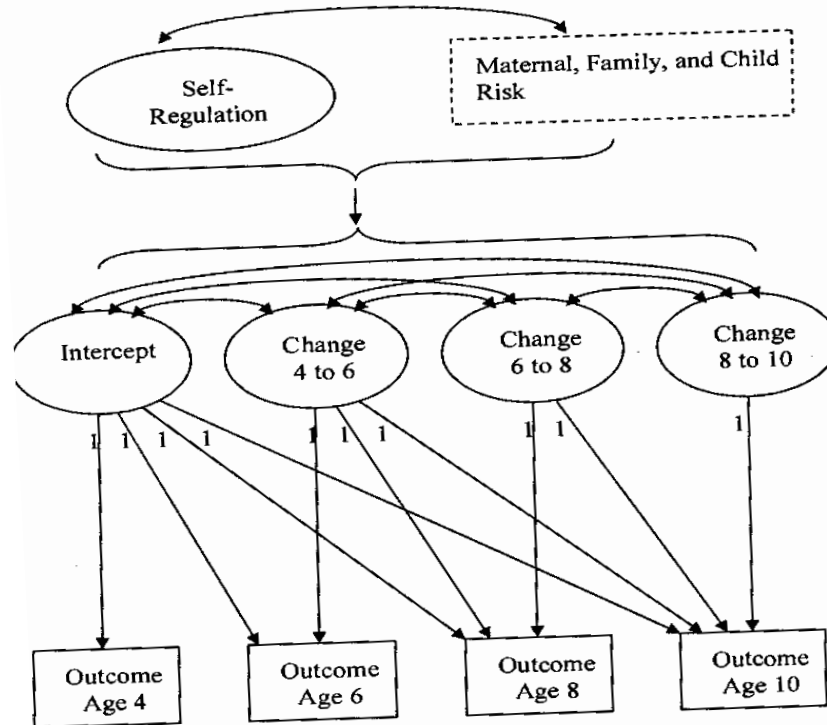 Self-
Regulation
Maternal, Family, and Child
Risk
Intercept
Change
4 to 6
Change
6 to 8
Change
8 to 10
1 1 1 1 1 1 1 1 1 1
Outcome
Age 4
Outcome
Age 6
Outcome
Age 8
Outcome
Age 10